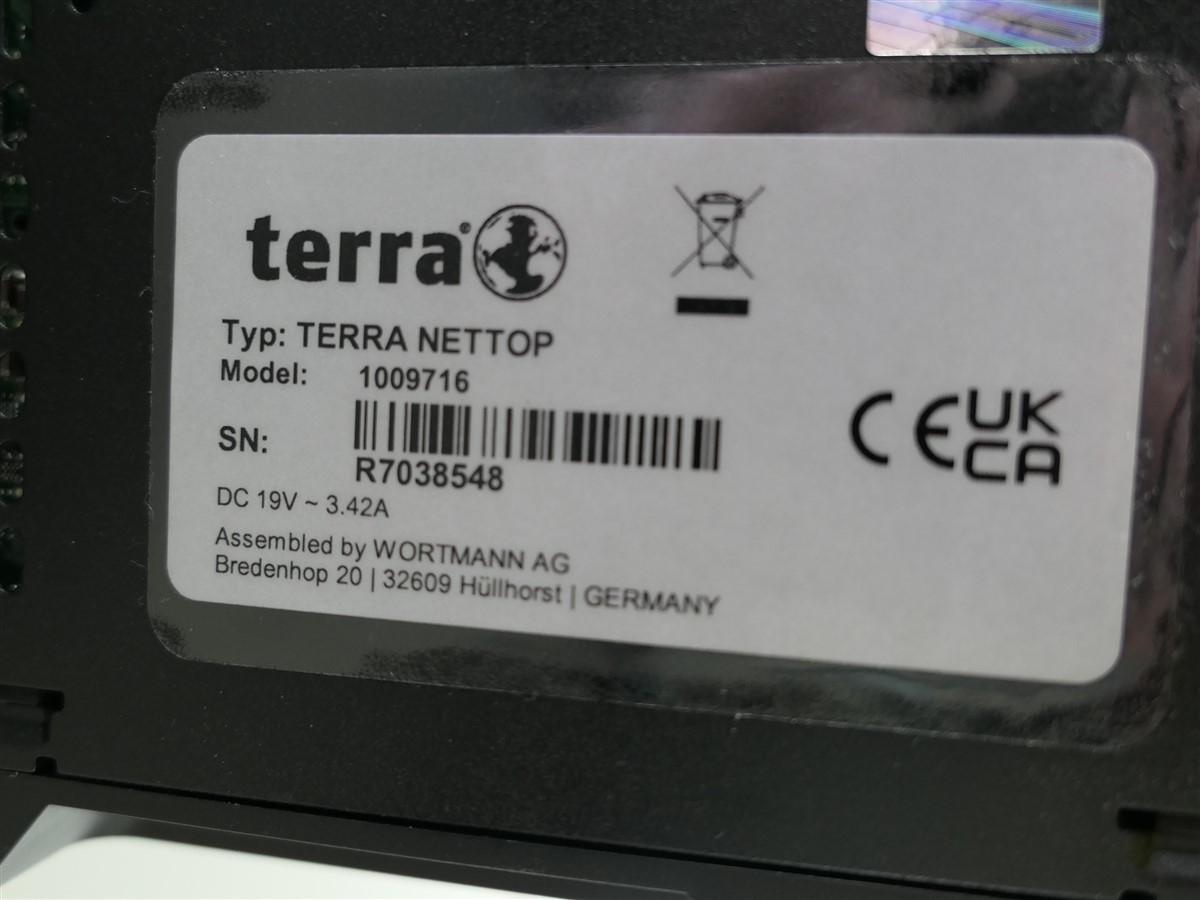 terra®
Typ: TERRA NETTOP
Model: 1009716
SN:
R7038548
DC 19V ~ 3.42A
Assembled by WORTMANN AG
Bredenhop 20 | 32609 Hüllhorst | GERMANY
CE UK
CA